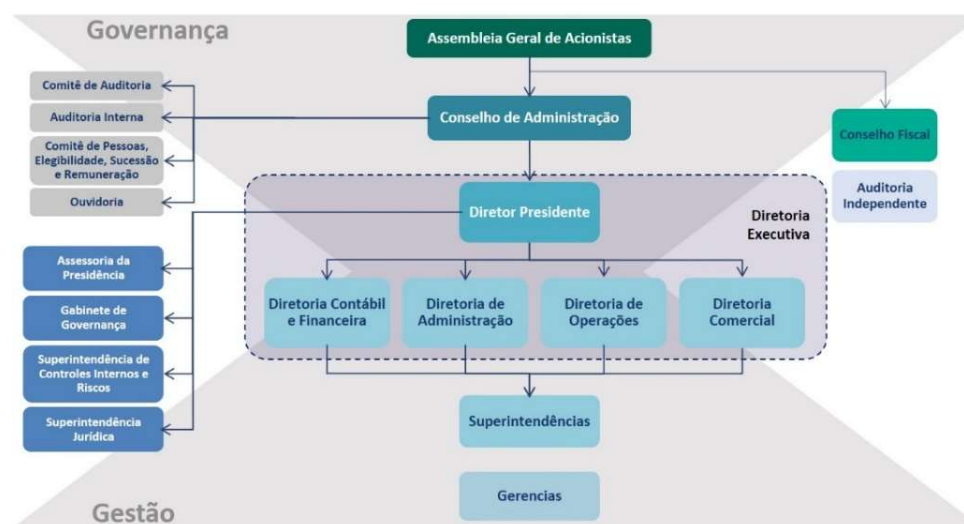 Governança
Assembleia Geral de Acionistas
Comitê de Auditoria
Auditoria Interna
Comitê de Pessoas,
Elegibilidade, Sucessão
e Remuneração
Ouvidoria
Conselho de Administração
Conselho Fiscal
Auditoria
Independente
Diretor Presidente
Diretoria
Executiva
Assessoria da
Presidência
Gabinete de
Governança
Superintendência de
Controles Internos e
Riscos
Superintendência
Jurídica
Diretoria Contábil
e Financeira
Diretoria de
Administração
Diretoria de
Operações
Diretoria
Comercial
Superintendências
Gerencias
Gestão